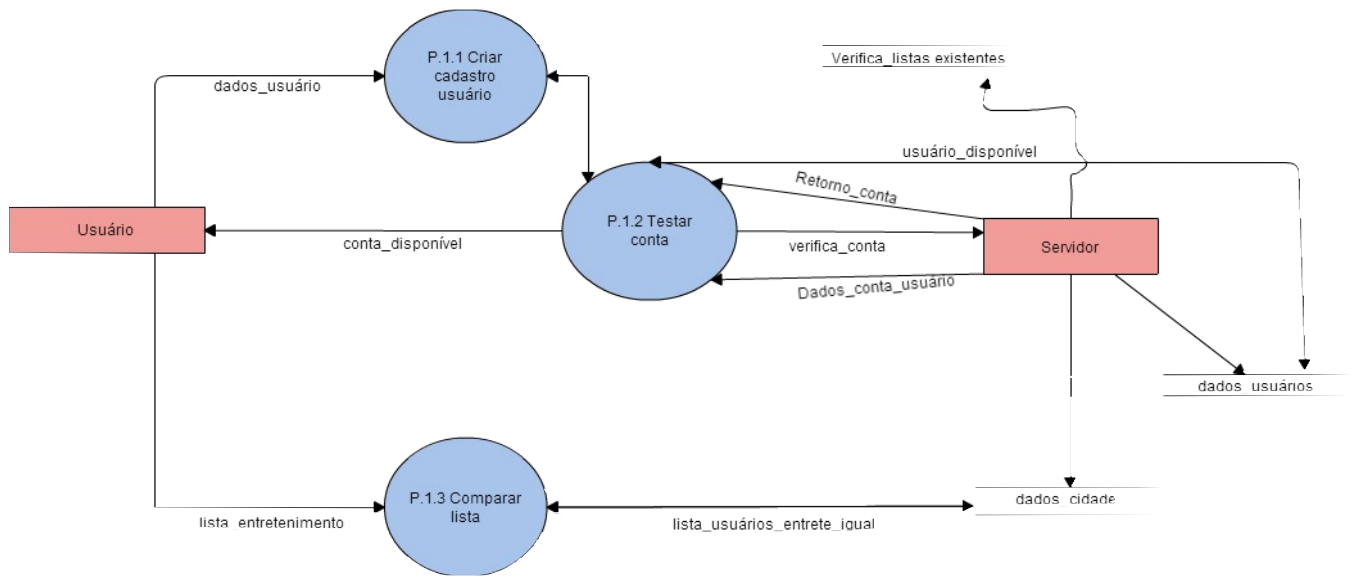 P.1.1 Criar
cadastro
usuário
Verifica_listas existentes
dados_usuário
usuário_disponível
Retorno_conta
Usuário
P.1.2 Testar
conta
conta_disponível
verifica_conta
Servidor
Dados_conta_usuário
dados_usuários
P.1.3 Comparar
lista
dados_cidade
lista_entretenimento
lista_usuários_entrete_igual